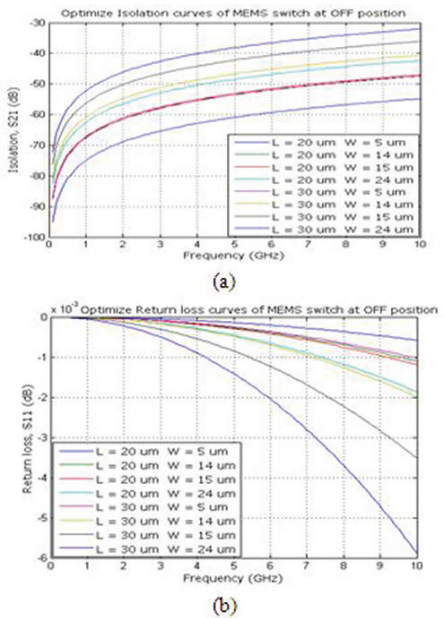 Optimize Isolation curves of MEMS switch at OFF position
-30
-40
-50
-60
-70
-80
-90
-100
Isolation, S21 (dB)
L = 20 um W = 5 um
L = 20 um W = 14 um
L = 20 um W = 15 um
L = 20 um W = 24 um
L = 30 um W = 5 um
L = 30 um W = 14 um
L = 30 um W = 15 um
L = 30 um W = 24 um
0 1 2 3 4 5 6 7 8 9 10
Frequency (GHz)
(a)
x 10-3 Optimize Return loss curves of MEMS switch at OFF position
0
-1
-2
-3
-4
-5
-6
Return loss, S11 (dB)
L = 20 um W = 5 um
L = 20 um W = 14 um
L = 20 um W = 15 um
L = 20 um W = 24 um
L = 30 um W = 5 um
L = 30 um W = 14 um
L = 30 um W = 15 um
L = 30 um W = 24 um
0 1 2 3 4 5 6 7 8 9 10
Frequency (GHz)
(b)